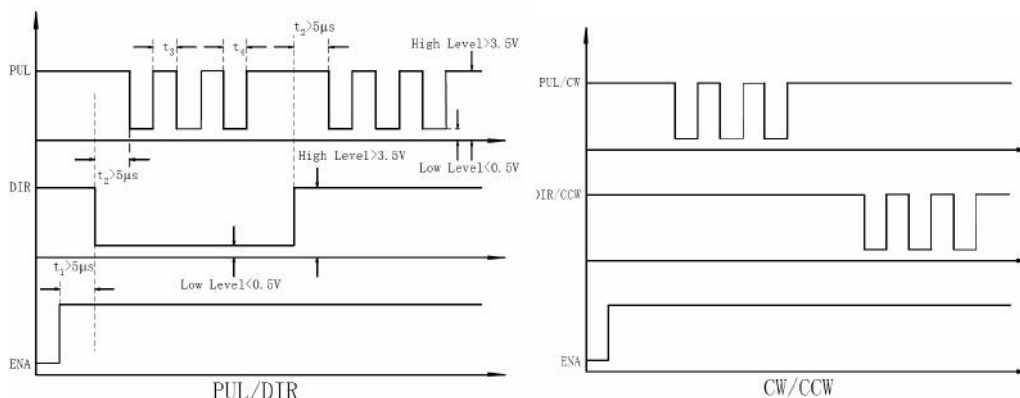 t₂>5μs
t₃
t₄
High Level>3.5V
PUL
Low Level<0.5V
High Level>3.5V
t₂>5μs
DIR
t₁>5μs
Low Level<0.5V
ENA
PUL/DIR
PUL/CW
DIR/CCW
ENA
CW/CCW